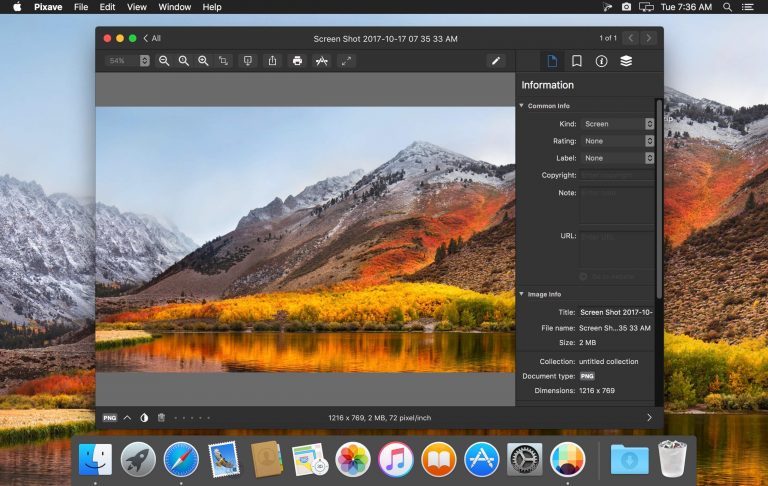 Pixave File Edit View Window Help Tue 7:36 AM
All Screen Shot 2017-10-17 07 35 33 AM 1 of 1
54%
Information
Common Info
Kind: Screen
Rating: None
Label: None
Copyright: Enter copyright
Note: Enter note
URL: Enter URL
Go to website
Image Info
Title: Screen Shot 2017-10-
File name: Screen Sh...35 33 AM
Size: 2 MB
Collection: untitled collection
Document type: PNG
Dimensions: 1216 x 769
PNG 1216 x 769, 2 MB, 72 pixel/inch